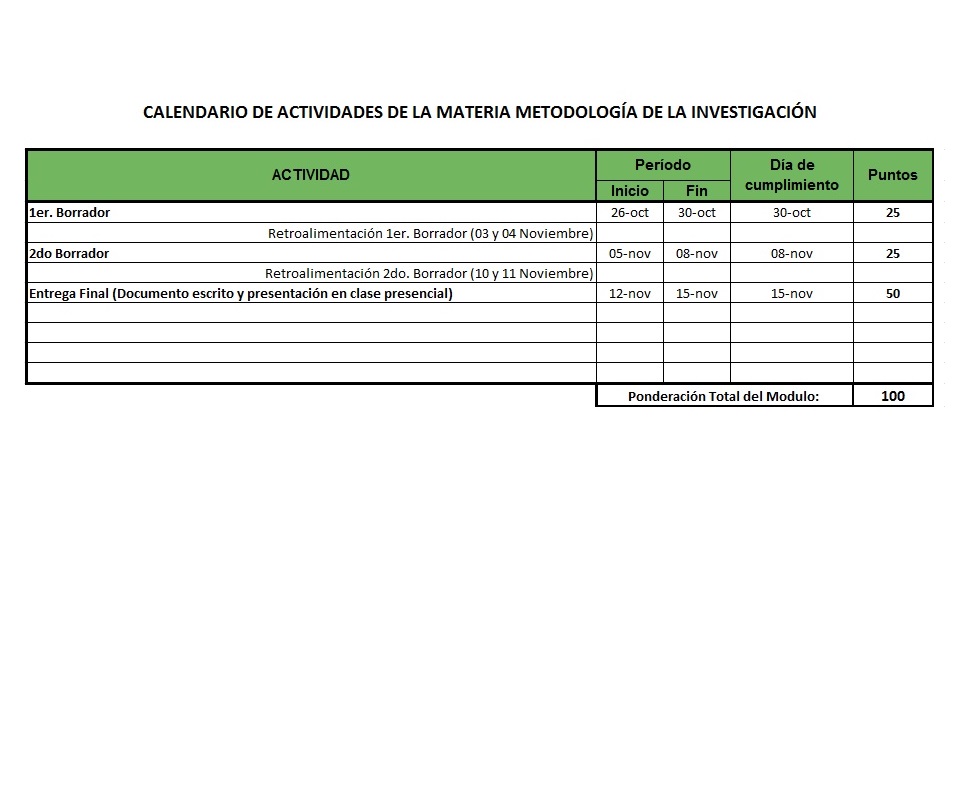 CALENDARIO DE ACTIVIDADES DE LA MATERIA METODOLOGÍA DE LA INVESTIGACIÓN
ACTIVIDAD Período Día de cumplimiento Puntos
Inicio Fin
1er. Borrador 26-oct 30-oct 30-oct 25
Retroalimentación 1er. Borrador (03 y 04 Noviembre)
2do Borrador 05-nov 08-nov 08-nov 25
Retroalimentación 2do. Borrador (10 y 11 Noviembre)
Entrega Final (Documento escrito y presentación en clase presencial) 12-nov 15-nov 15-nov 50
Ponderación Total del Modulo: 100